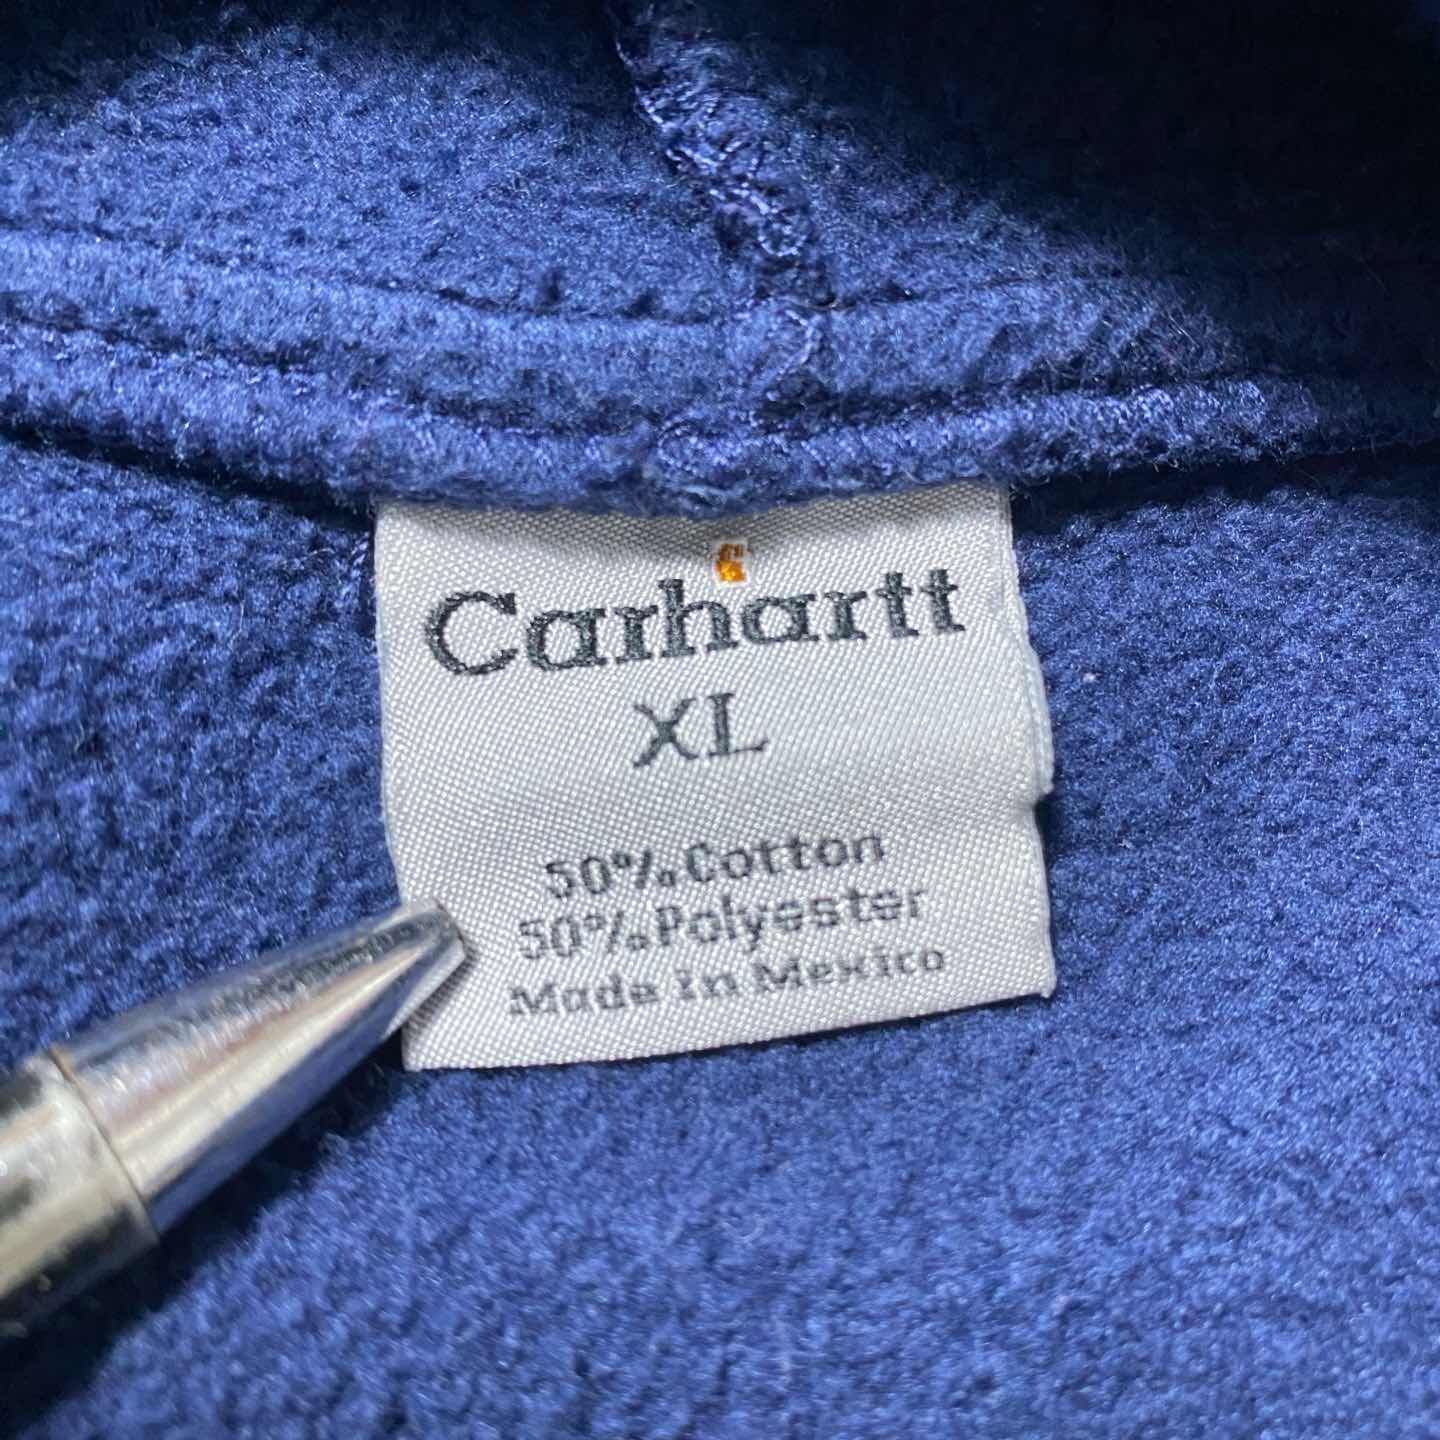 Carhartt
XL
50% Cotton
50% Polyester
Made In Mexico